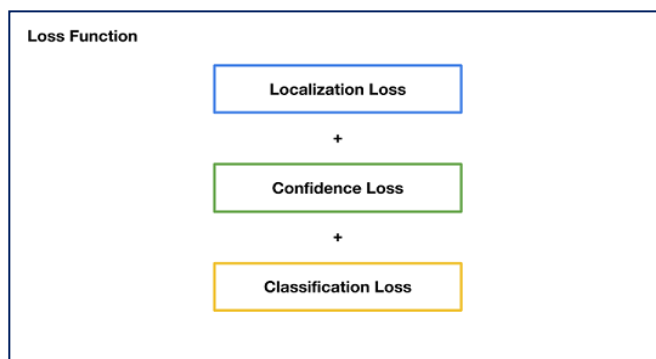 Loss Function
Localization Loss
+
Confidence Loss
+
Classification Loss